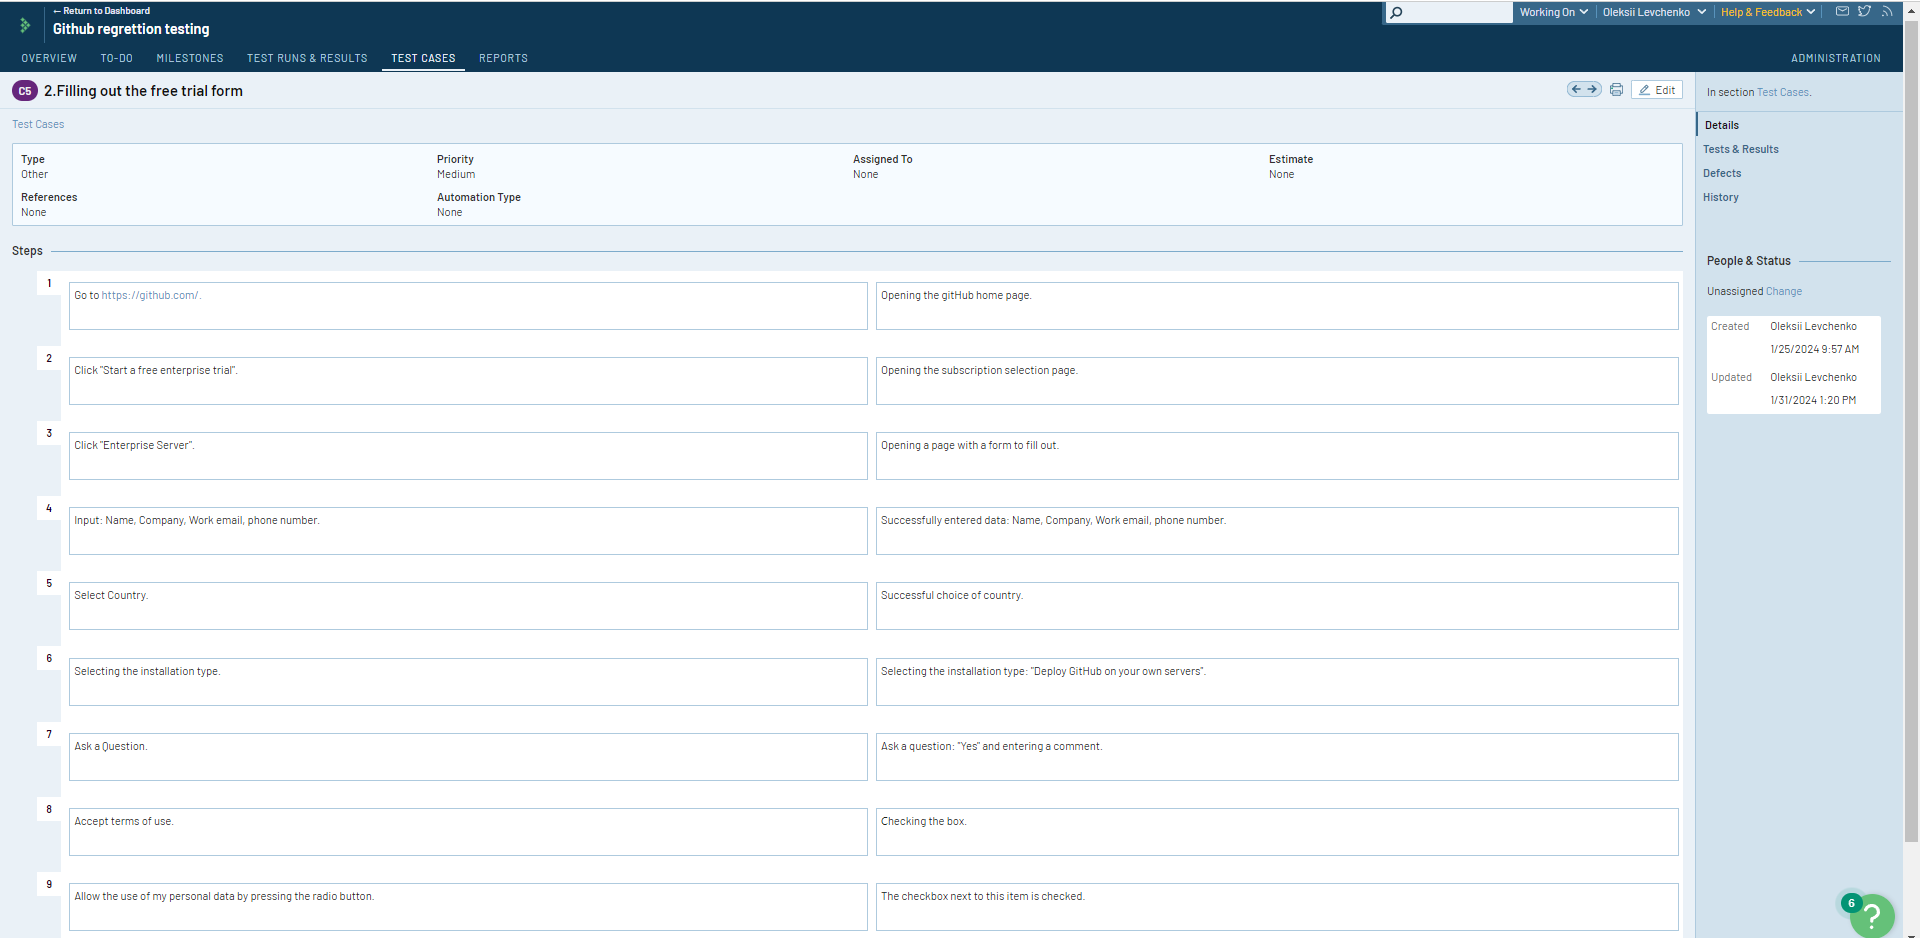 ← Return to Dashboard
Github regrettion testing
Working On
Oleksii Levchenko
Help & Feedback
OVERVIEW TO-DO MILESTONES TEST RUNS & RESULTS TEST CASES REPORTS ADMINISTRATION
C5 2.Filling out the free trial form
Edit
Test Cases
Type Priority Assigned To Estimate
Other Medium None None
References Automation Type
None None
Steps
1
Go to https://github.com/. Opening the gitHub home page.
2
Click "Start a free enterprise trial". Opening the subscription selection page.
3
Click "Enterprise Server". Opening a page with a form to fill out.
4
Input: Name, Company, Work email, phone number. Successfully entered data: Name, Company, Work email, phone number.
5
Select Country. Successful choice of country.
6
Selecting the installation type. Selecting the installation type: "Deploy GitHub on your own servers".
7
Ask a Question. Ask a question: "Yes" and entering a comment.
8
Accept terms of use. Checking the box.
9
Allow the use of my personal data by pressing the radio button. The checkbox next to this item is checked.
In section Test Cases.
Details
Tests & Results
Defects
History
People & Status
Unassigned Change
Created Oleksii Levchenko
1/25/2024 9:57 AM
Updated Oleksii Levchenko
1/31/2024 1:20 PM
6
?